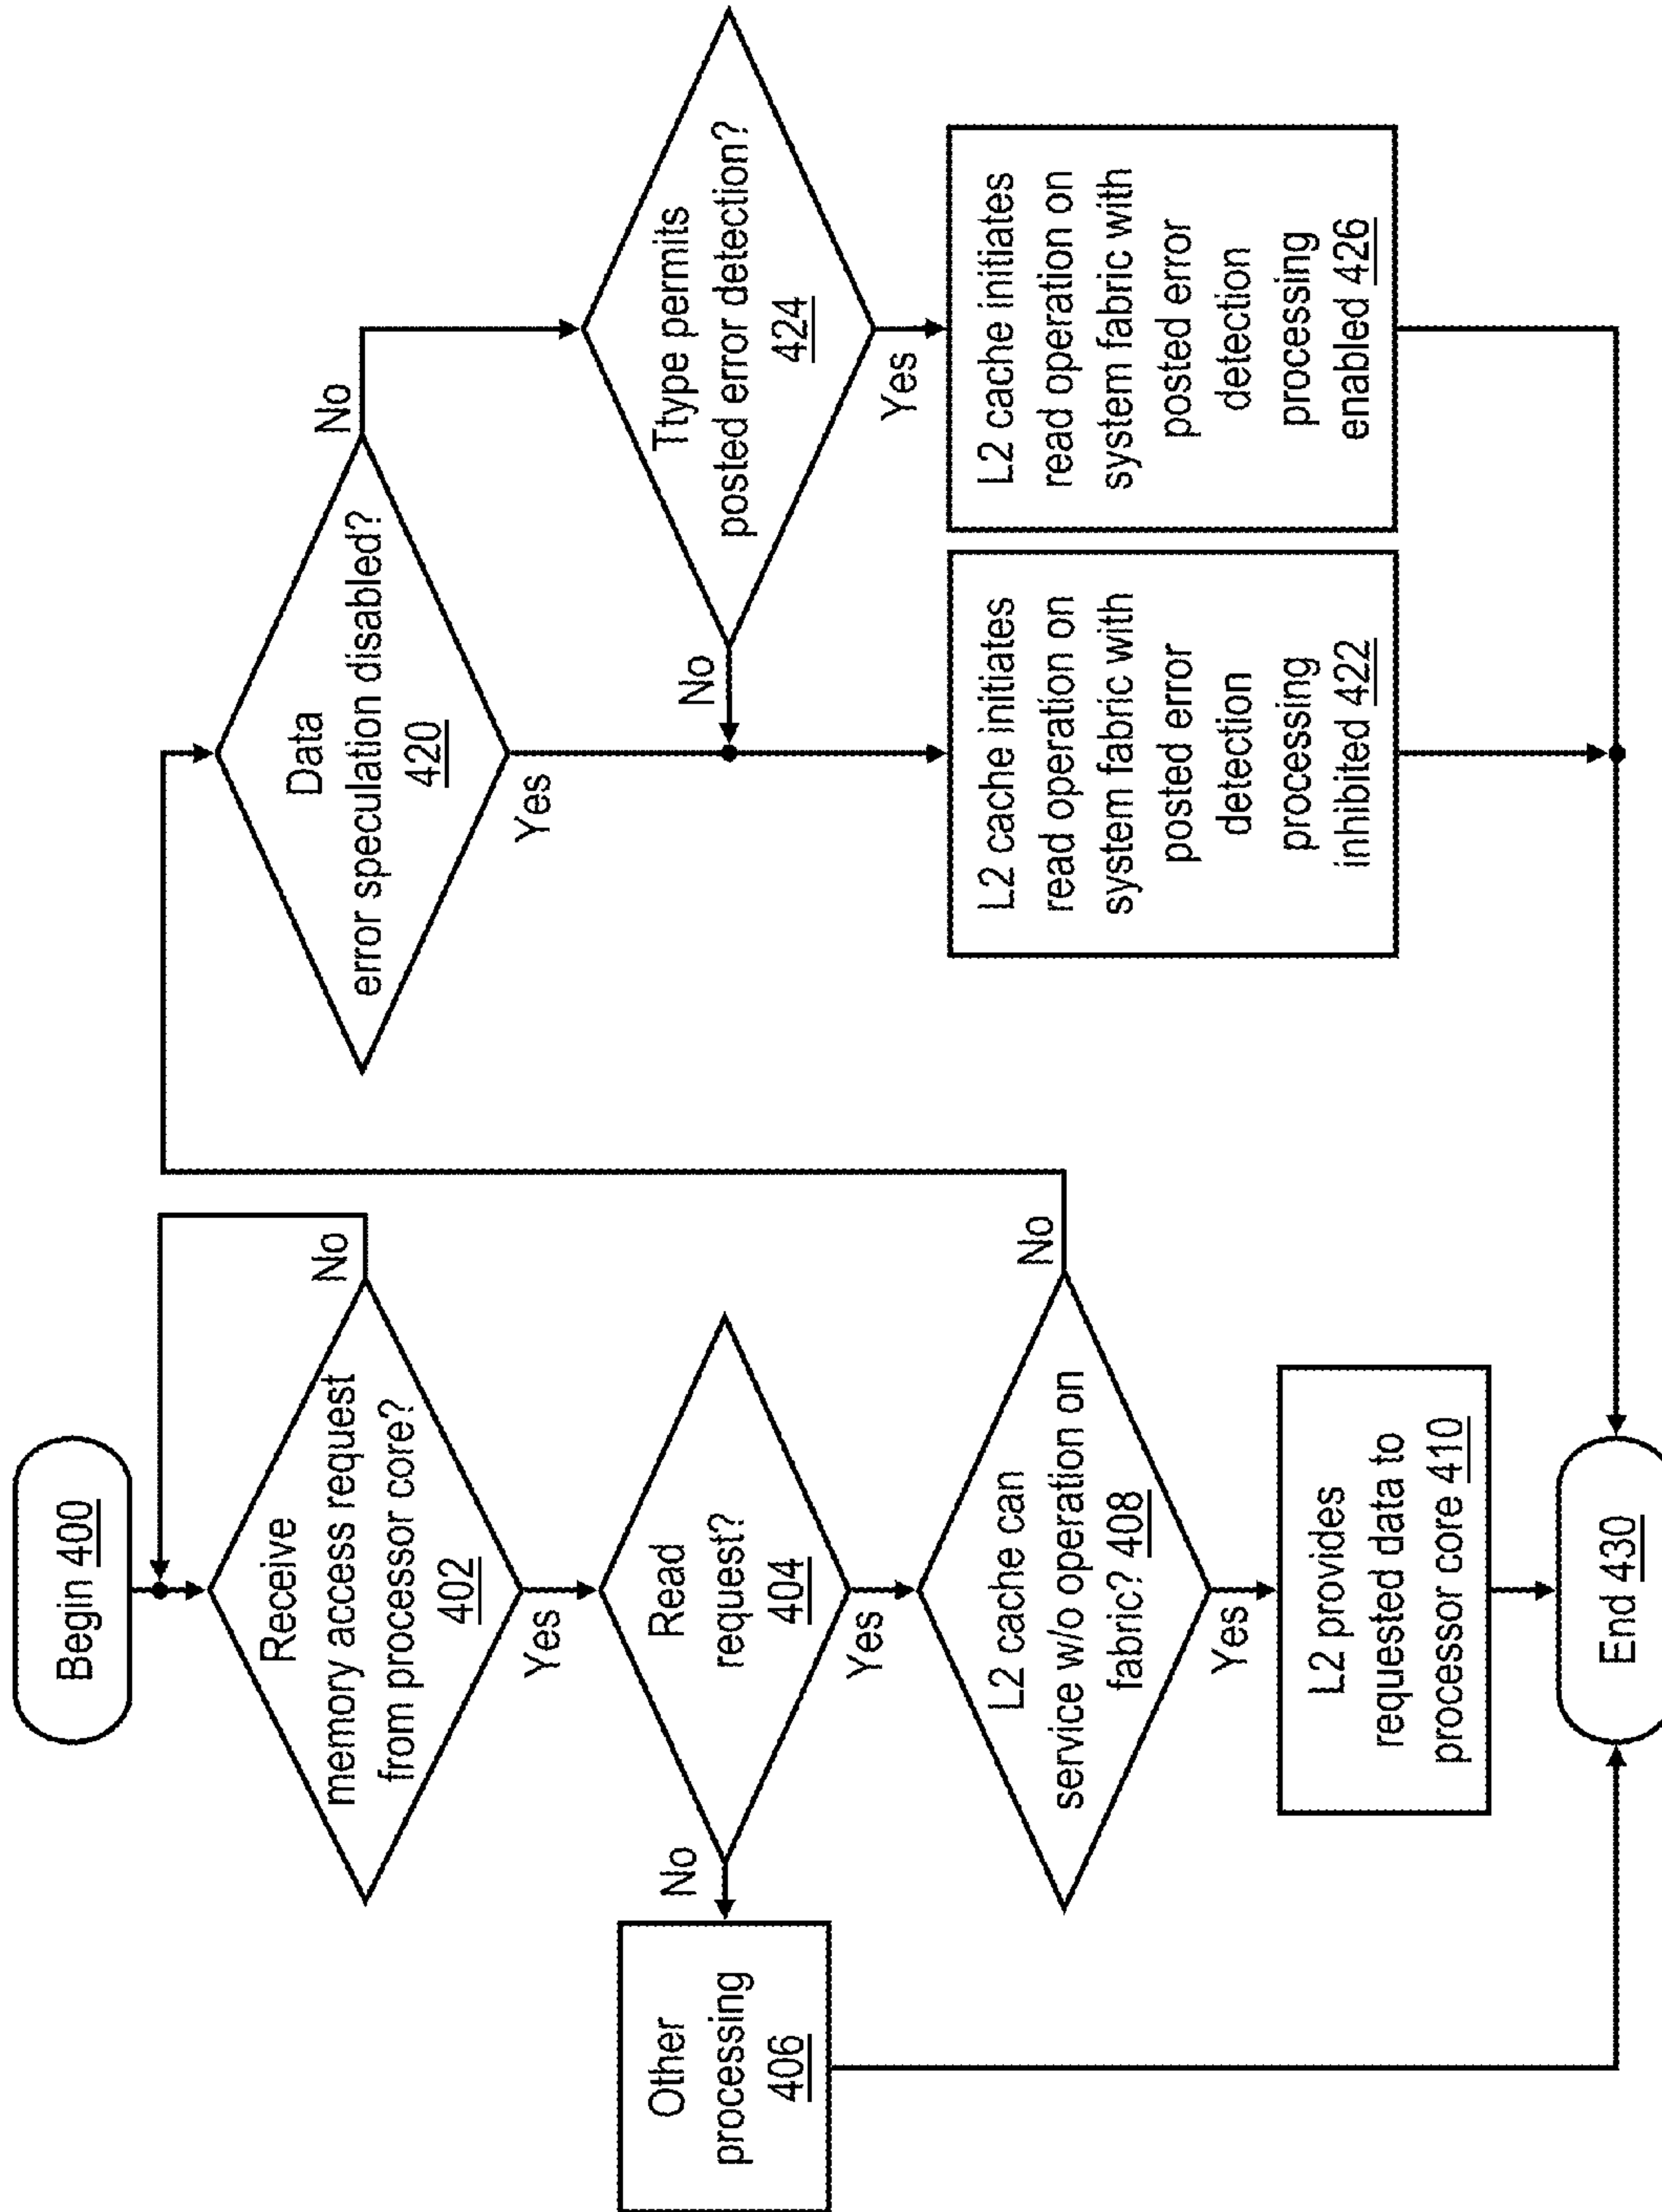 Begin 400
Receive
memory access request
from processor core?
402
No
Yes
Read
request?
404
No
Other
processing
406
Yes
L2 cache can
service w/o operation on
fabric? 408
No
Yes
L2 provides
requested data to
processor core 410
Data
error speculation disabled?
420
No
Yes
Ttype permits
posted error detection?
424
No
Yes
L2 cache initiates
read operation on
system fabric with
posted error
detection
processing
inhibited 422
L2 cache initiates
read operation on
system fabric with
posted error
detection
processing
enabled 426
End 430